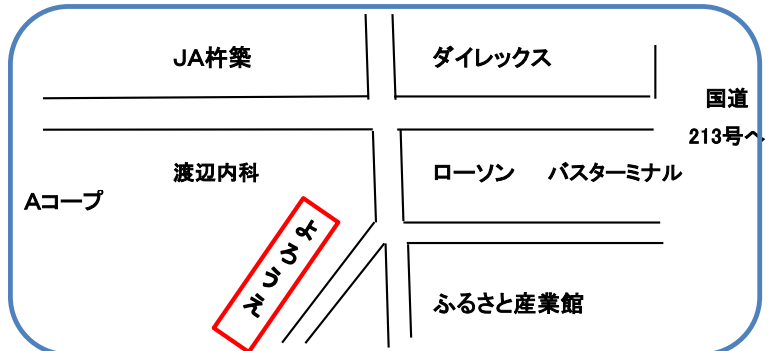 JA杵築
ダイレックス
国道
213号へ
渡辺内科
ローソン
バスターミナル
Aコープ
よろうえ
ふるさと産業館